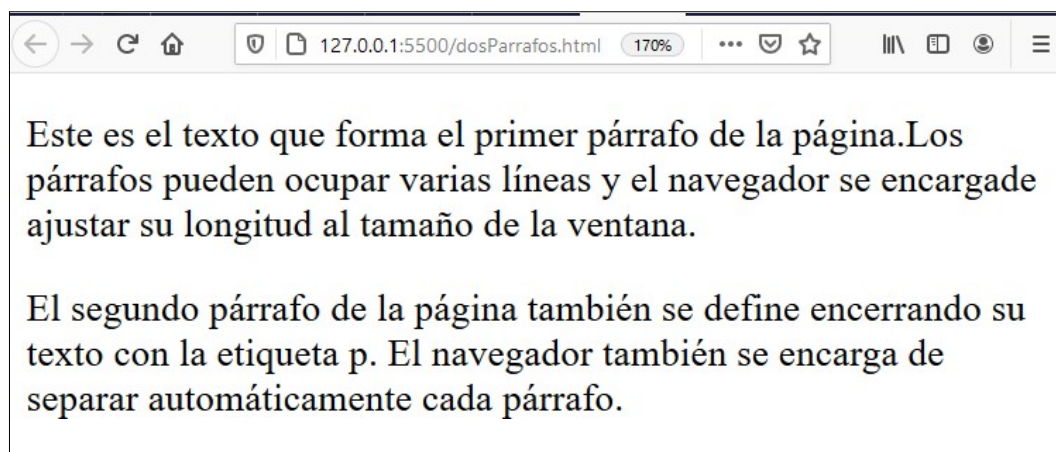 127.0.0.1:5500/dosParrafos.html 170%
Este es el texto que forma el primer párrafo de la página.Los
párrafos pueden ocupar varias líneas y el navegador se encargade
ajustar su longitud al tamaño de la ventana.
El segundo párrafo de la página también se define encerrando su
texto con la etiqueta p. El navegador también se encarga de
separar automáticamente cada párrafo.